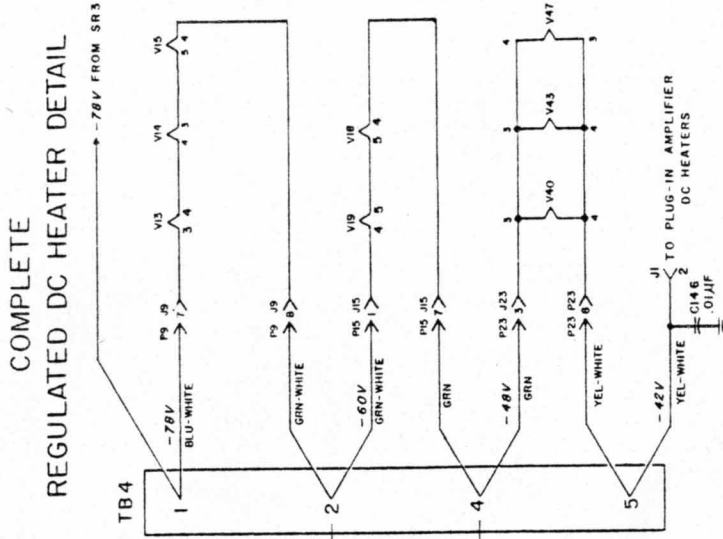 COMPLETE
REGULATED DC HEATER DETAIL
-78V FROM SR3
TB4
1
-78V
BLU-WHITE
P9 J9
7
V13
3 4
V14
4 3
V15
5 4
GRN-WHITE
P9 J9
8
2
-60V
GRN-WHITE
P15 J15
1
V19
4 5
V18
5 4
GRN
P15 J15
7
4
-48V
GRN
P23 J23
3
3
V40
4
3
V43
4
4
V47
3
YEL-WHITE
P23 P23
8
5
-42V
YEL-WHITE
J1
2
TO PLUG-IN AMPLIFIER
DC HEATERS
C146
.01µF